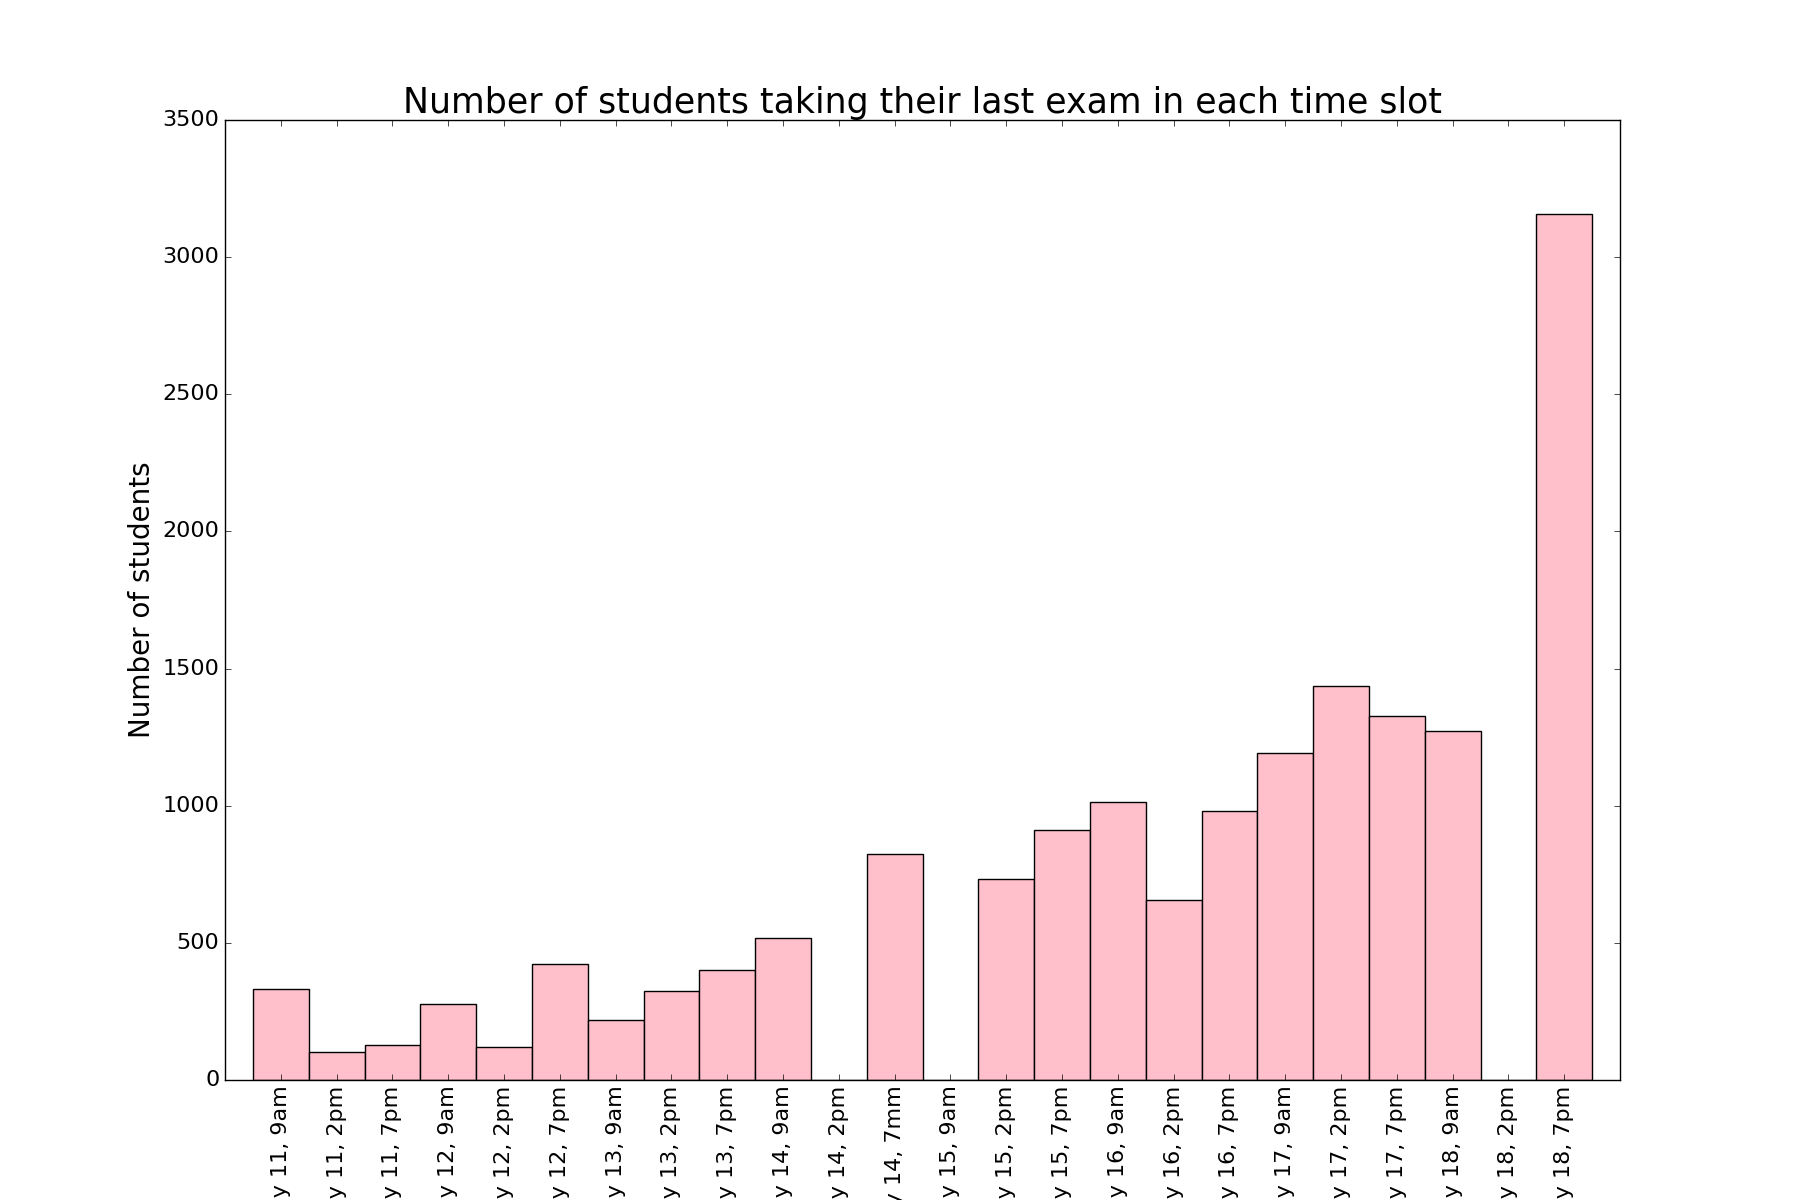 Number of students taking their last exam in each time slot
Number of students
3500
3000
2500
2000
1500
1000
500
0
y 11, 9am
y 11, 2pm
y 11, 7pm
y 12, 9am
y 12, 2pm
y 12, 7pm
y 13, 9am
y 13, 2pm
y 13, 7pm
y 14, 9am
y 14, 2pm
y 14, 7mm
y 15, 9am
y 15, 2pm
y 15, 7pm
y 16, 9am
y 16, 2pm
y 16, 7pm
y 17, 9am
y 17, 2pm
y 17, 7pm
y 18, 9am
y 18, 2pm
y 18, 7pm